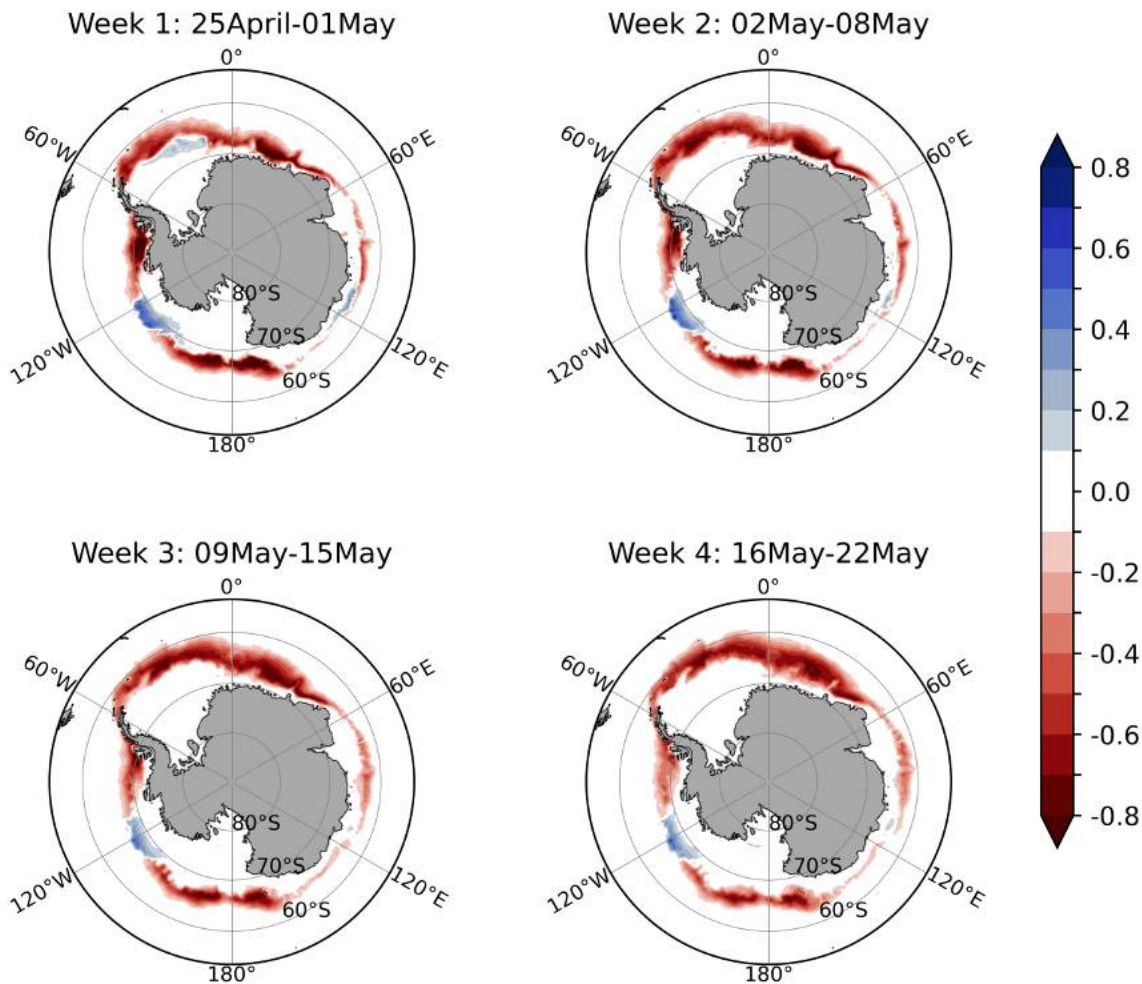 Week 1: 25April-01May
0°
60°W
60°E
80°S
70°S
120°W
120°E
60°S
180°
Week 2: 02May-08May
0°
60°W
60°E
80°S
70°S
120°W
120°E
60°S
180°
0.8
0.6
0.4
0.2
0.0
-0.2
-0.4
-0.6
-0.8
Week 3: 09May-15May
0°
60°W
60°E
80°S
70°S
120°W
120°E
60°S
180°
Week 4: 16May-22May
0°
60°W
60°E
80°S
70°S
120°W
120°E
60°S
180°